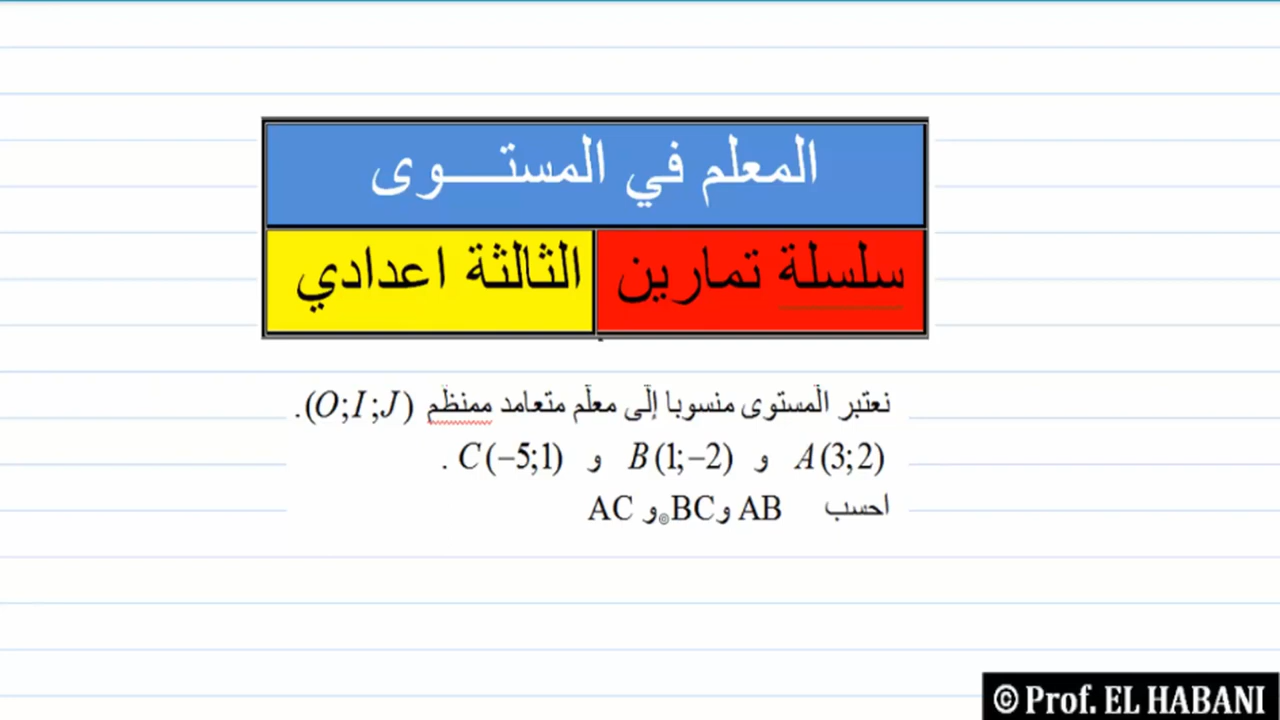 المعلم في المستـــوى
سلسلة تمارين
الثالثة اعدادي
نعتبر المستوى منسوبا إلى معلم متعامد ممنظم (O;I;J).
A(3;2) و B(1;−2) و C(−5;1) .
أحسب AB وBC و AC
© Prof. EL HABANI